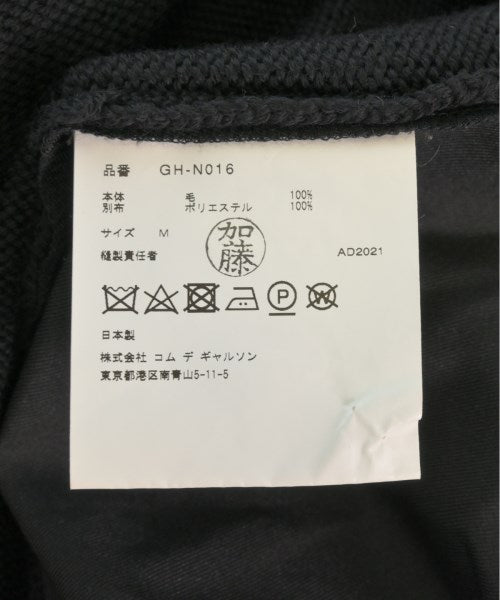 品番 GH-N016
本体 毛 100%
別布 ポリエステル 100%
サイズ M
加藤
縫製責任者 AD2021
P W
日本製
株式会社 コム デ ギャルソン
東京都港区南青山5-11-5